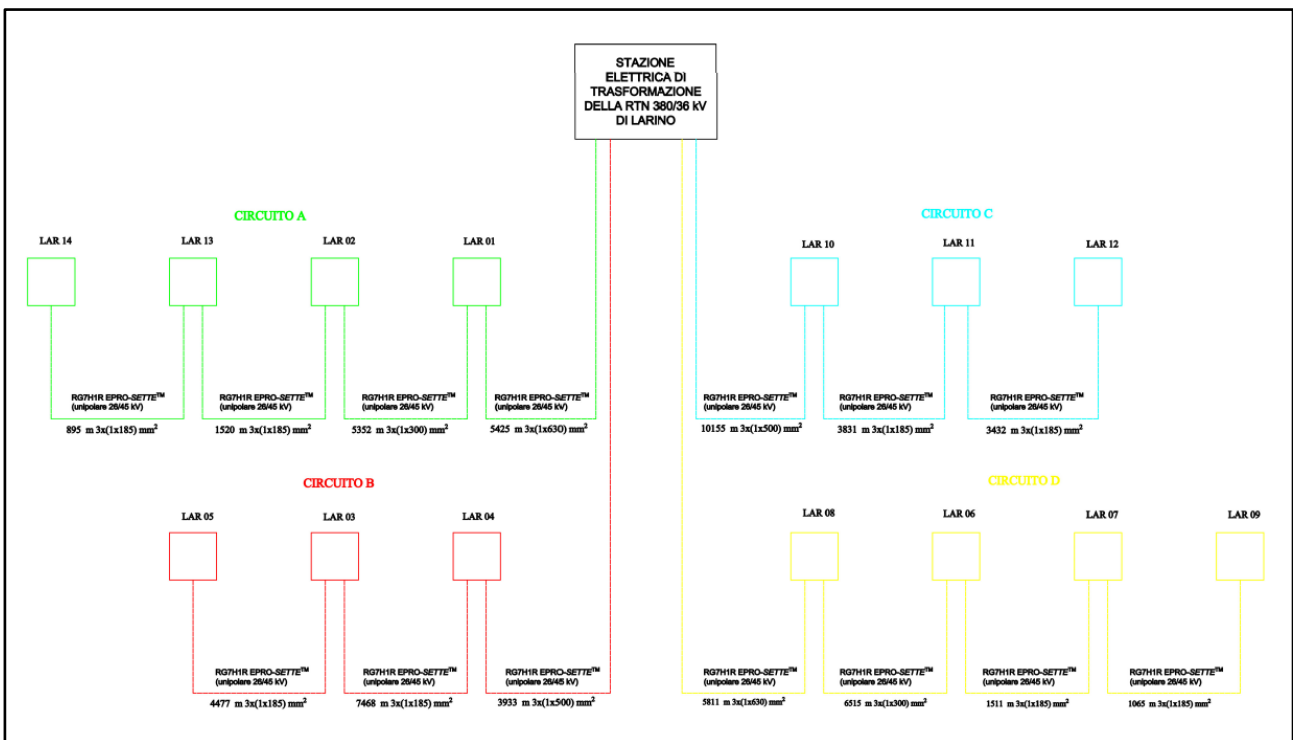 STAZIONE
ELETTRICA DI
TRASFORMAZIONE
DELLA RTN 380/36 kV
DI LARINO
CIRCUITO A
LAR 14
LAR 13
LAR 02
LAR 01
RG7H1R EPRO-SETTE™
(unipolare 26/45 kV)
895 m 3x(1x185) mm²
RG7H1R EPRO-SETTE™
(unipolare 26/45 kV)
1520 m 3x(1x185) mm²
RG7H1R EPRO-SETTE™
(unipolare 26/45 kV)
5352 m 3x(1x300) mm²
RG7H1R EPRO-SETTE™
(unipolare 26/45 kV)
5425 m 3x(1x630) mm²
CIRCUITO C
LAR 10
LAR 11
LAR 12
RG7H1R EPRO-SETTE™
(unipolare 26/45 kV)
10155 m 3x(1x500) mm²
RG7H1R EPRO-SETTE™
(unipolare 26/45 kV)
3831 m 3x(1x185) mm²
RG7H1R EPRO-SETTE™
(unipolare 26/45 kV)
3432 m 3x(1x185) mm²
CIRCUITO B
LAR 05
LAR 03
LAR 04
RG7H1R EPRO-SETTE™
(unipolare 26/45 kV)
4477 m 3x(1x185) mm²
RG7H1R EPRO-SETTE™
(unipolare 26/45 kV)
7468 m 3x(1x185) mm²
RG7H1R EPRO-SETTE™
(unipolare 26/45 kV)
3933 m 3x(1x500) mm²
CIRCUITO D
LAR 08
LAR 06
LAR 07
LAR 09
RG7H1R EPRO-SETTE™
(unipolare 26/45 kV)
5811 m 3x(1x630) mm²
RG7H1R EPRO-SETTE™
(unipolare 26/45 kV)
6515 m 3x(1x300) mm²
RG7H1R EPRO-SETTE™
(unipolare 26/45 kV)
1511 m 3x(1x185) mm²
RG7H1R EPRO-SETTE™
(unipolare 26/45 kV)
1065 m 3x(1x185) mm²